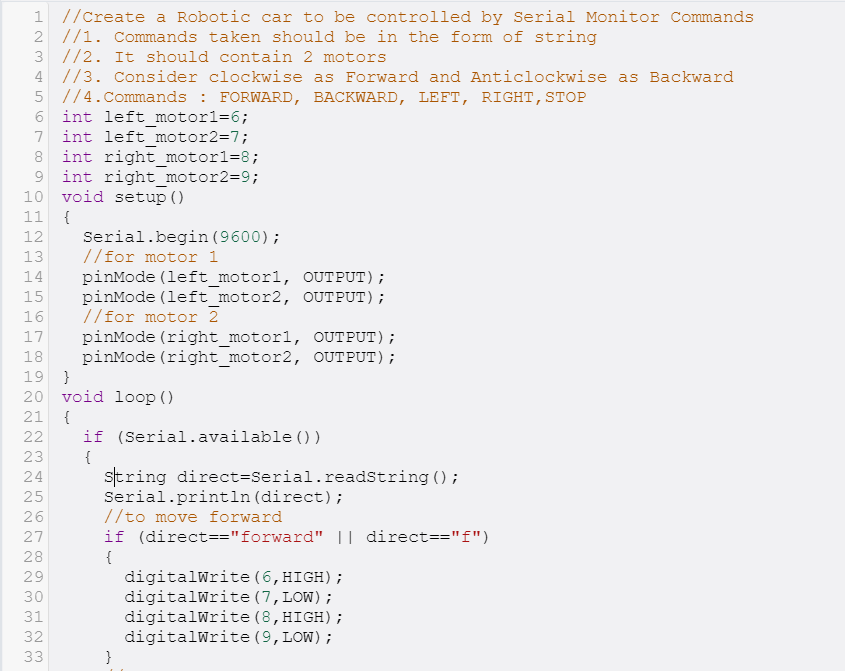 1 //Create a Robotic car to be controlled by Serial Monitor Commands
2 //1. Commands taken should be in the form of string
3 //2. It should contain 2 motors
4 //3. Consider clockwise as Forward and Anticlockwise as Backward
5 //4.Commands : FORWARD, BACKWARD, LEFT, RIGHT,STOP
6 int left_motor1=6;
7 int left_motor2=7;
8 int right_motor1=8;
9 int right_motor2=9;
10 void setup()
11 {
12   Serial.begin(9600);
13   //for motor 1
14   pinMode(left_motor1, OUTPUT);
15   pinMode(left_motor2, OUTPUT);
16   //for motor 2
17   pinMode(right_motor1, OUTPUT);
18   pinMode(right_motor2, OUTPUT);
19 }
20 void loop()
21 {
22   if (Serial.available())
23   {
24     String direct=Serial.readString();
25     Serial.println(direct);
26     //to move forward
27     if (direct=="forward" || direct=="f")
28     {
29       digitalWrite(6,HIGH);
30       digitalWrite(7,LOW);
31       digitalWrite(8,HIGH);
32       digitalWrite(9,LOW);
33     }